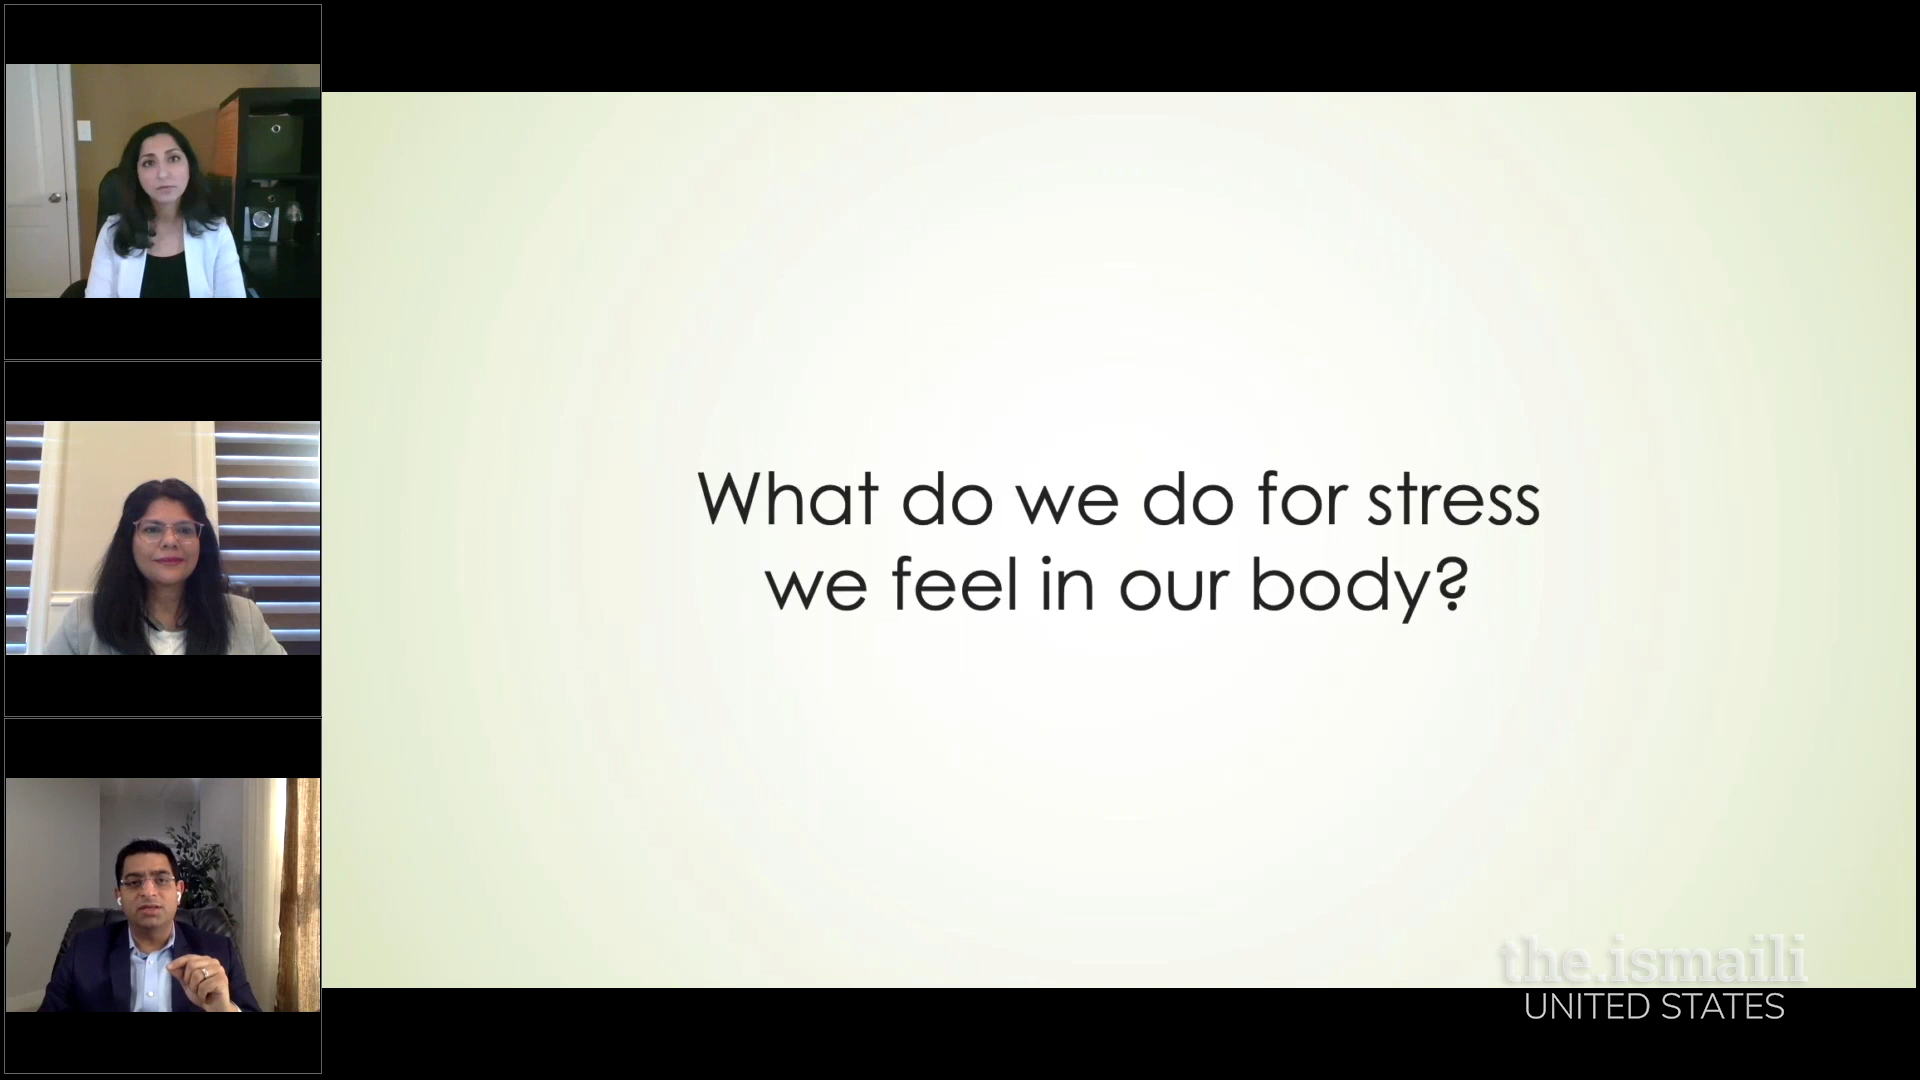 What do we do for stress
we feel in our body?
the.ismaili
UNITED STATES